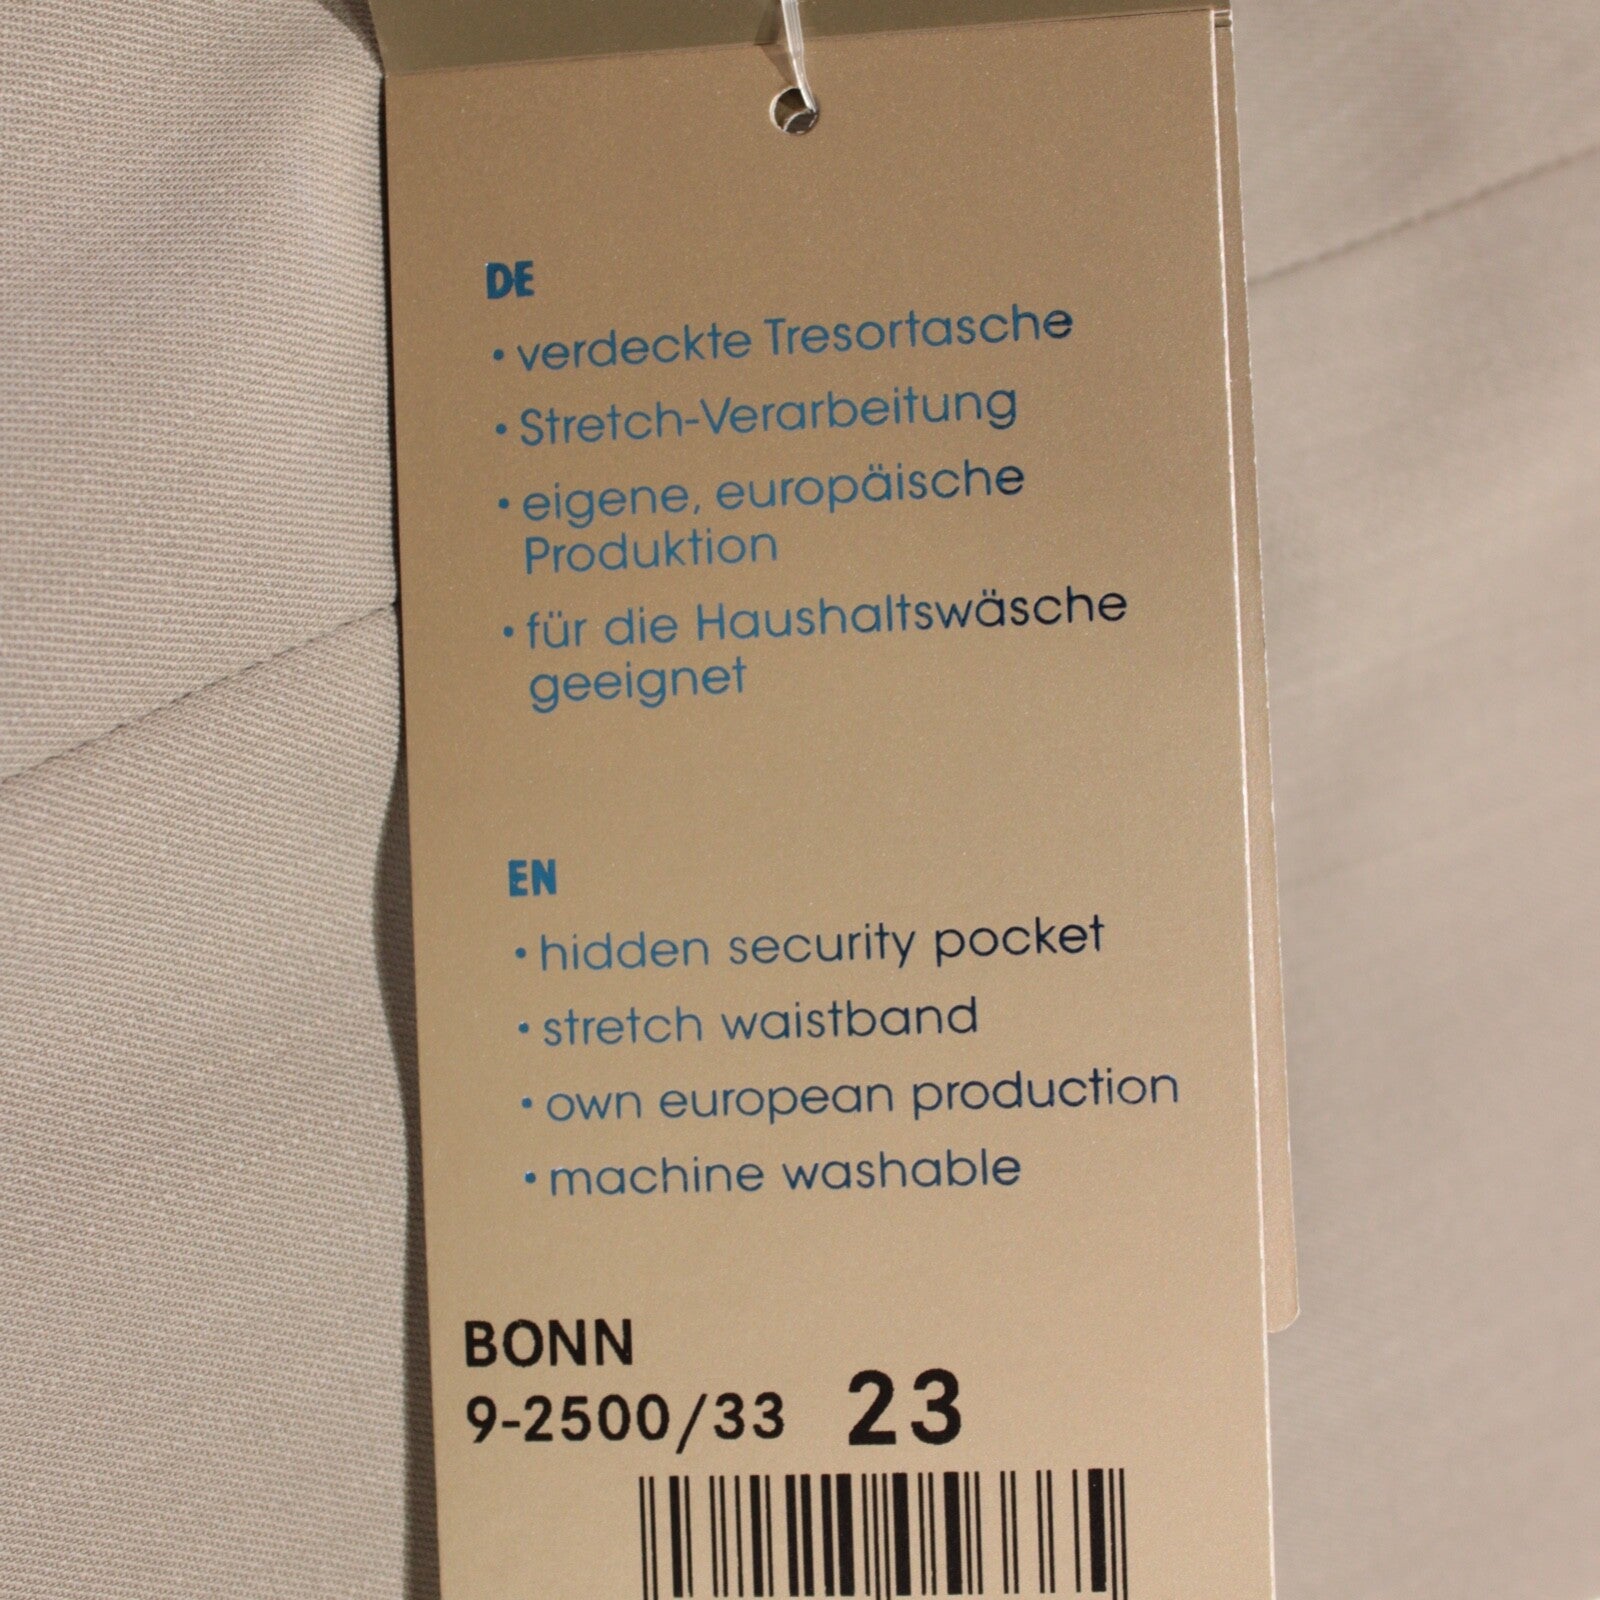 DE
• verdeckte Tresortasche
• Stretch-Verarbeitung
• eigene, europäische
Produktion
• für die Haushaltswäsche
geeignet
EN
• hidden security pocket
• stretch waistband
• own european production
• machine washable
BONN
9-2500/33 23